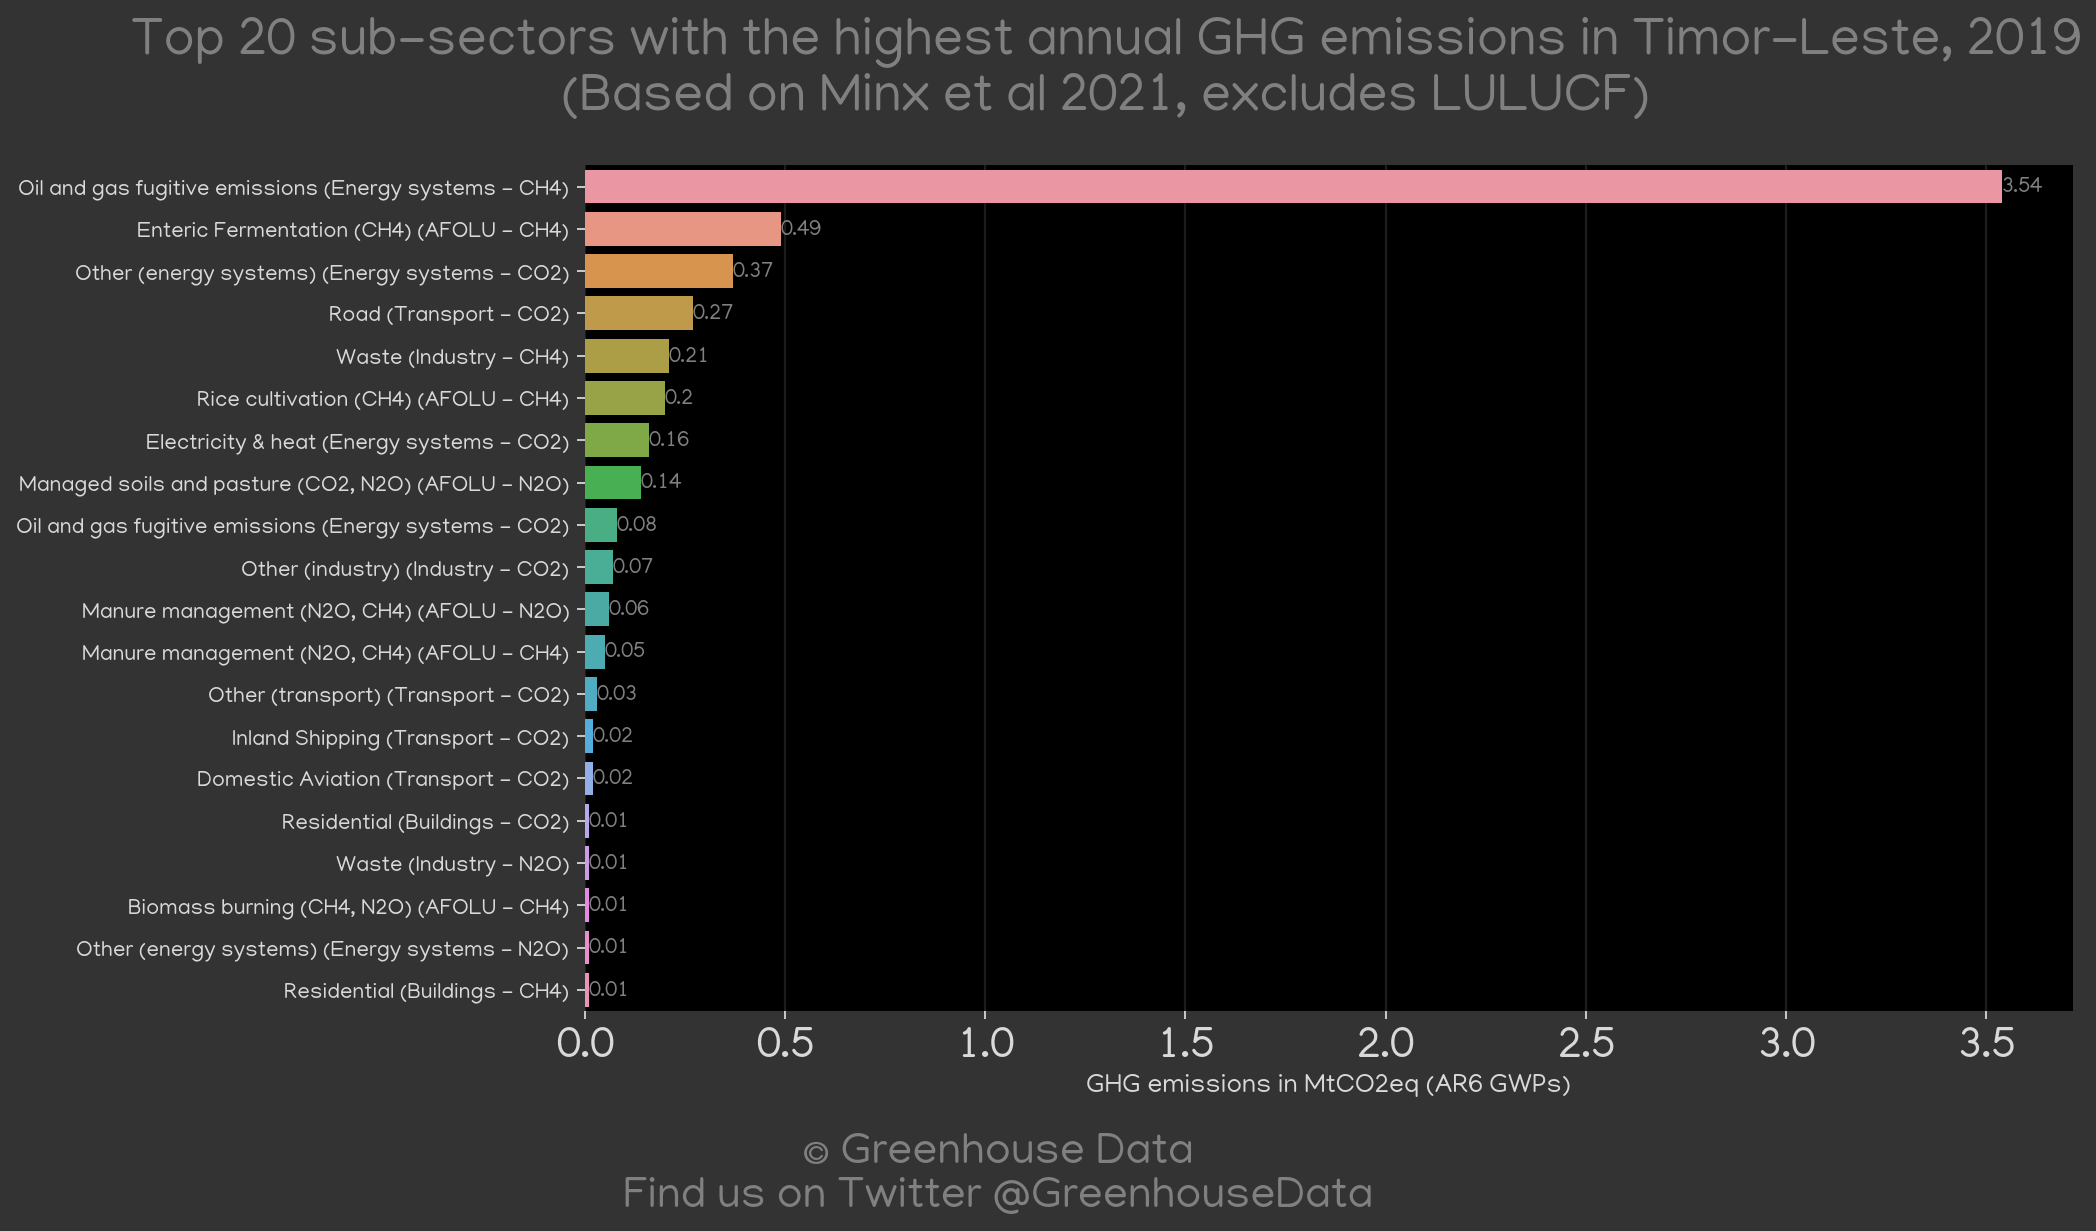 Top 20 sub-sectors with the highest annual GHG emissions in Timor-Leste, 2019
(Based on Minx et al 2021, excludes LULUCF)
Oil and gas fugitive emissions (Energy systems - CH4) 3.54
Enteric Fermentation (CH4) (AFOLU - CH4) 0.49
Other (energy systems) (Energy systems - CO2) 0.37
Road (Transport - CO2) 0.27
Waste (Industry - CH4) 0.21
Rice cultivation (CH4) (AFOLU - CH4) 0.2
Electricity & heat (Energy systems - CO2) 0.16
Managed soils and pasture (CO2, N2O) (AFOLU - N2O) 0.14
Oil and gas fugitive emissions (Energy systems - CO2) 0.08
Other (industry) (Industry - CO2) 0.07
Manure management (N2O, CH4) (AFOLU - N2O) 0.06
Manure management (N2O, CH4) (AFOLU - CH4) 0.05
Other (transport) (Transport - CO2) 0.03
Inland Shipping (Transport - CO2) 0.02
Domestic Aviation (Transport - CO2) 0.02
Residential (Buildings - CO2) 0.01
Waste (Industry - N2O) 0.01
Biomass burning (CH4, N2O) (AFOLU - CH4) 0.01
Other (energy systems) (Energy systems - N2O) 0.01
Residential (Buildings - CH4) 0.01
0.0 0.5 1.0 1.5 2.0 2.5 3.0 3.5
GHG emissions in MtCO2eq (AR6 GWPs)
© Greenhouse Data
Find us on Twitter @GreenhouseData